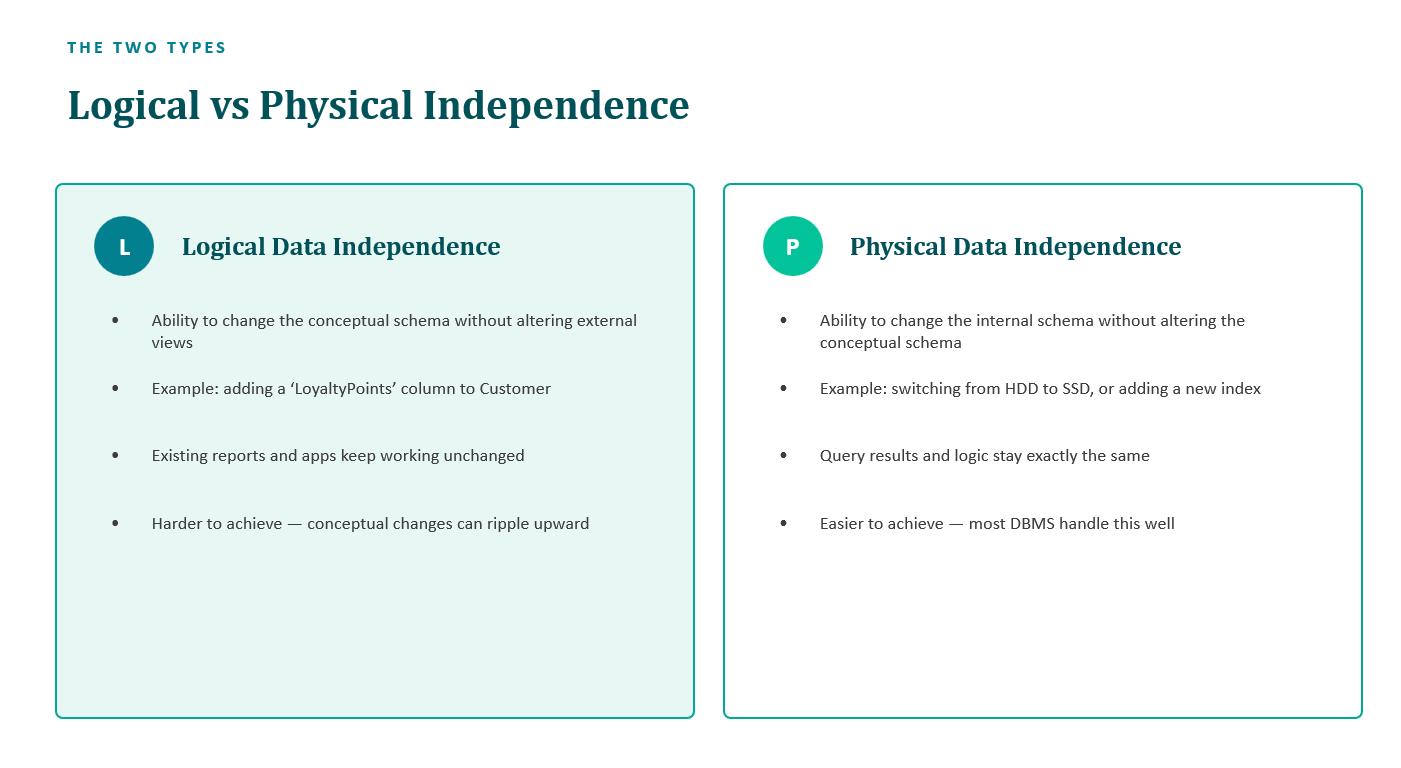 THE TWO TYPES
Logical vs Physical Independence
L
Logical Data Independence
• Ability to change the conceptual schema without altering external
views
• Example: adding a ‘LoyaltyPoints’ column to Customer
• Existing reports and apps keep working unchanged
• Harder to achieve — conceptual changes can ripple upward
P
Physical Data Independence
• Ability to change the internal schema without altering the
conceptual schema
• Example: switching from HDD to SSD, or adding a new index
• Query results and logic stay exactly the same
• Easier to achieve — most DBMS handle this well